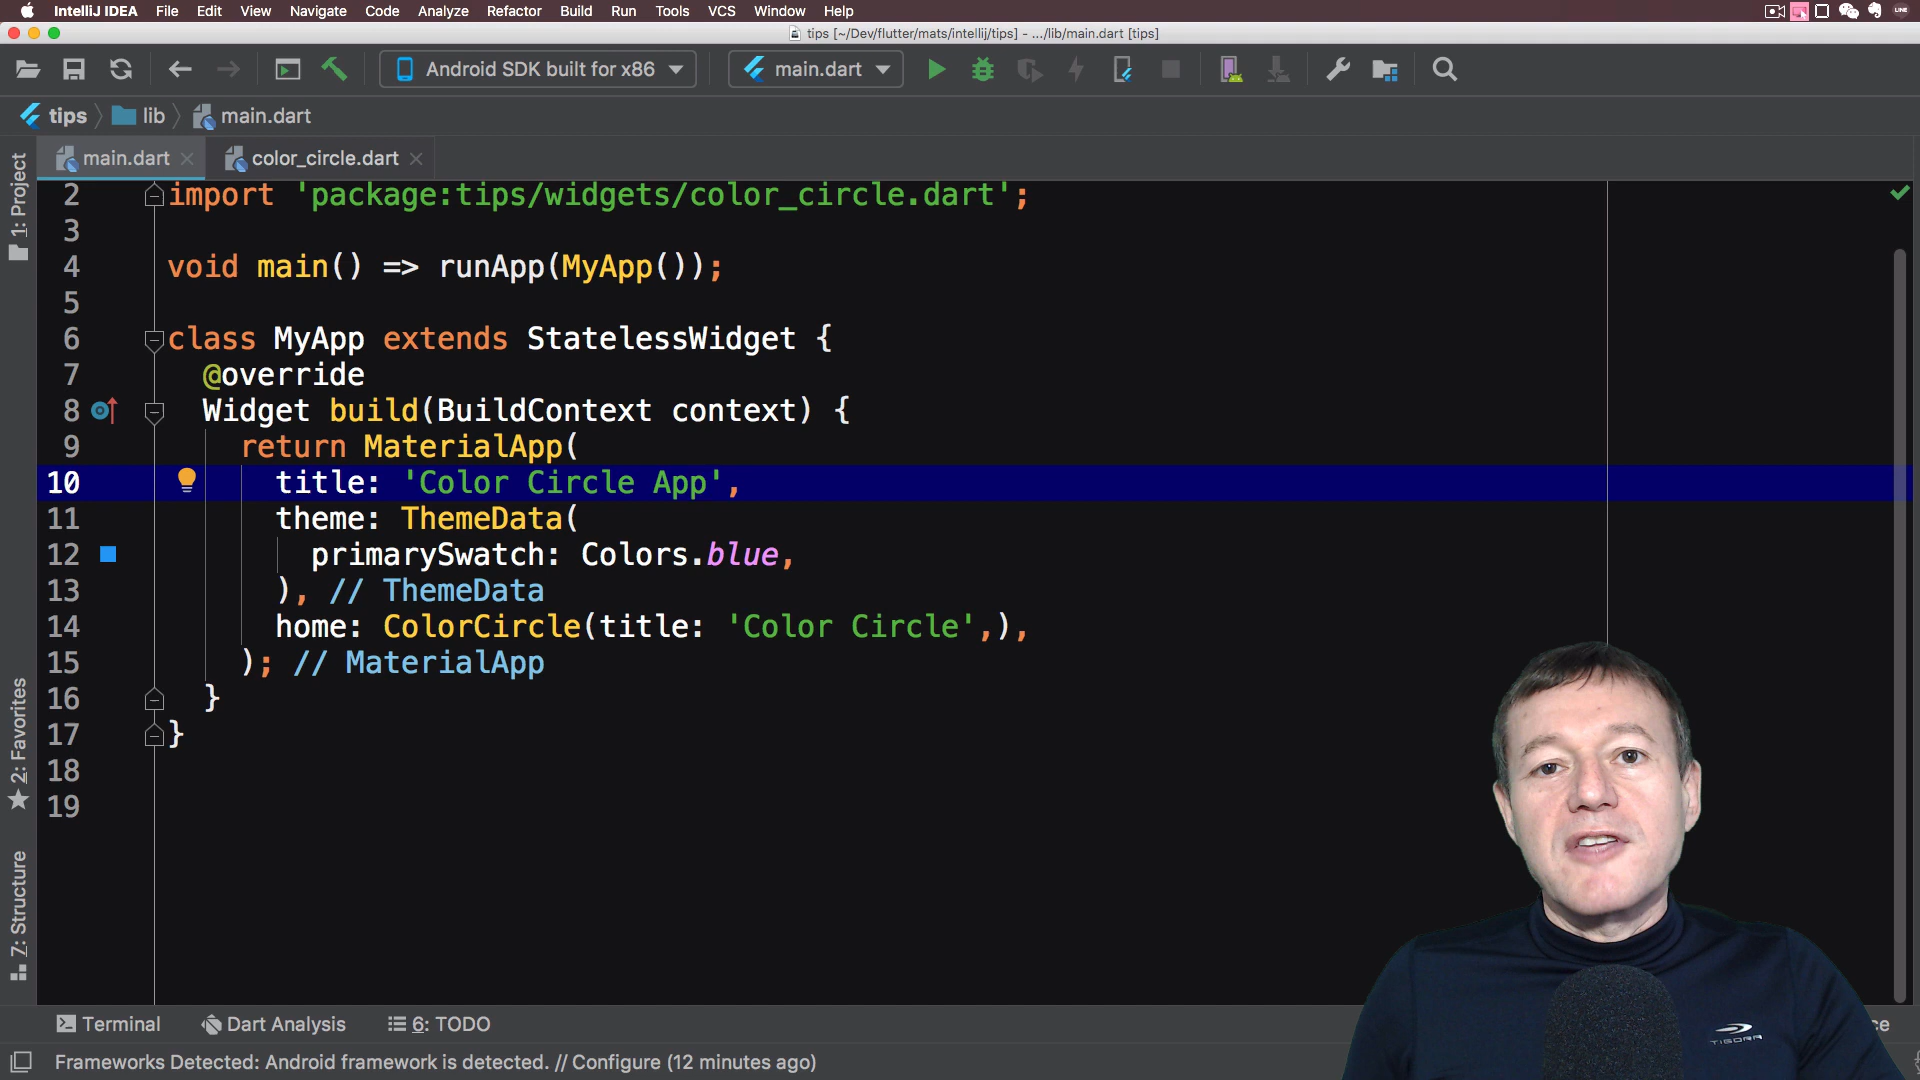 IntelliJ IDEA File Edit View Navigate Code Analyze Refactor Build Run Tools VCS Window Help
LINE
tips [~/Dev/flutter/mats/intellij/tips] - .../lib/main.dart [tips]
Android SDK built for x86 main.dart
tips lib main.dart
main.dart color_circle.dart
1: Project
2: Favorites
7: Structure
2 import 'package:tips/widgets/color_circle.dart';
3
4 void main() => runApp(MyApp());
5
6 class MyApp extends StatelessWidget {
7 @override
8 Widget build(BuildContext context) {
9 return MaterialApp(
10 title: 'Color Circle App',
11 theme: ThemeData(
12 primarySwatch: Colors.blue,
13 ), // ThemeData
14 home: ColorCircle(title: 'Color Circle',),
15 ); // MaterialApp
16 }
17 }
18
19
TIGORA
Terminal Dart Analysis 6: TODO ce
Frameworks Detected: Android framework is detected. // Configure (12 minutes ago)